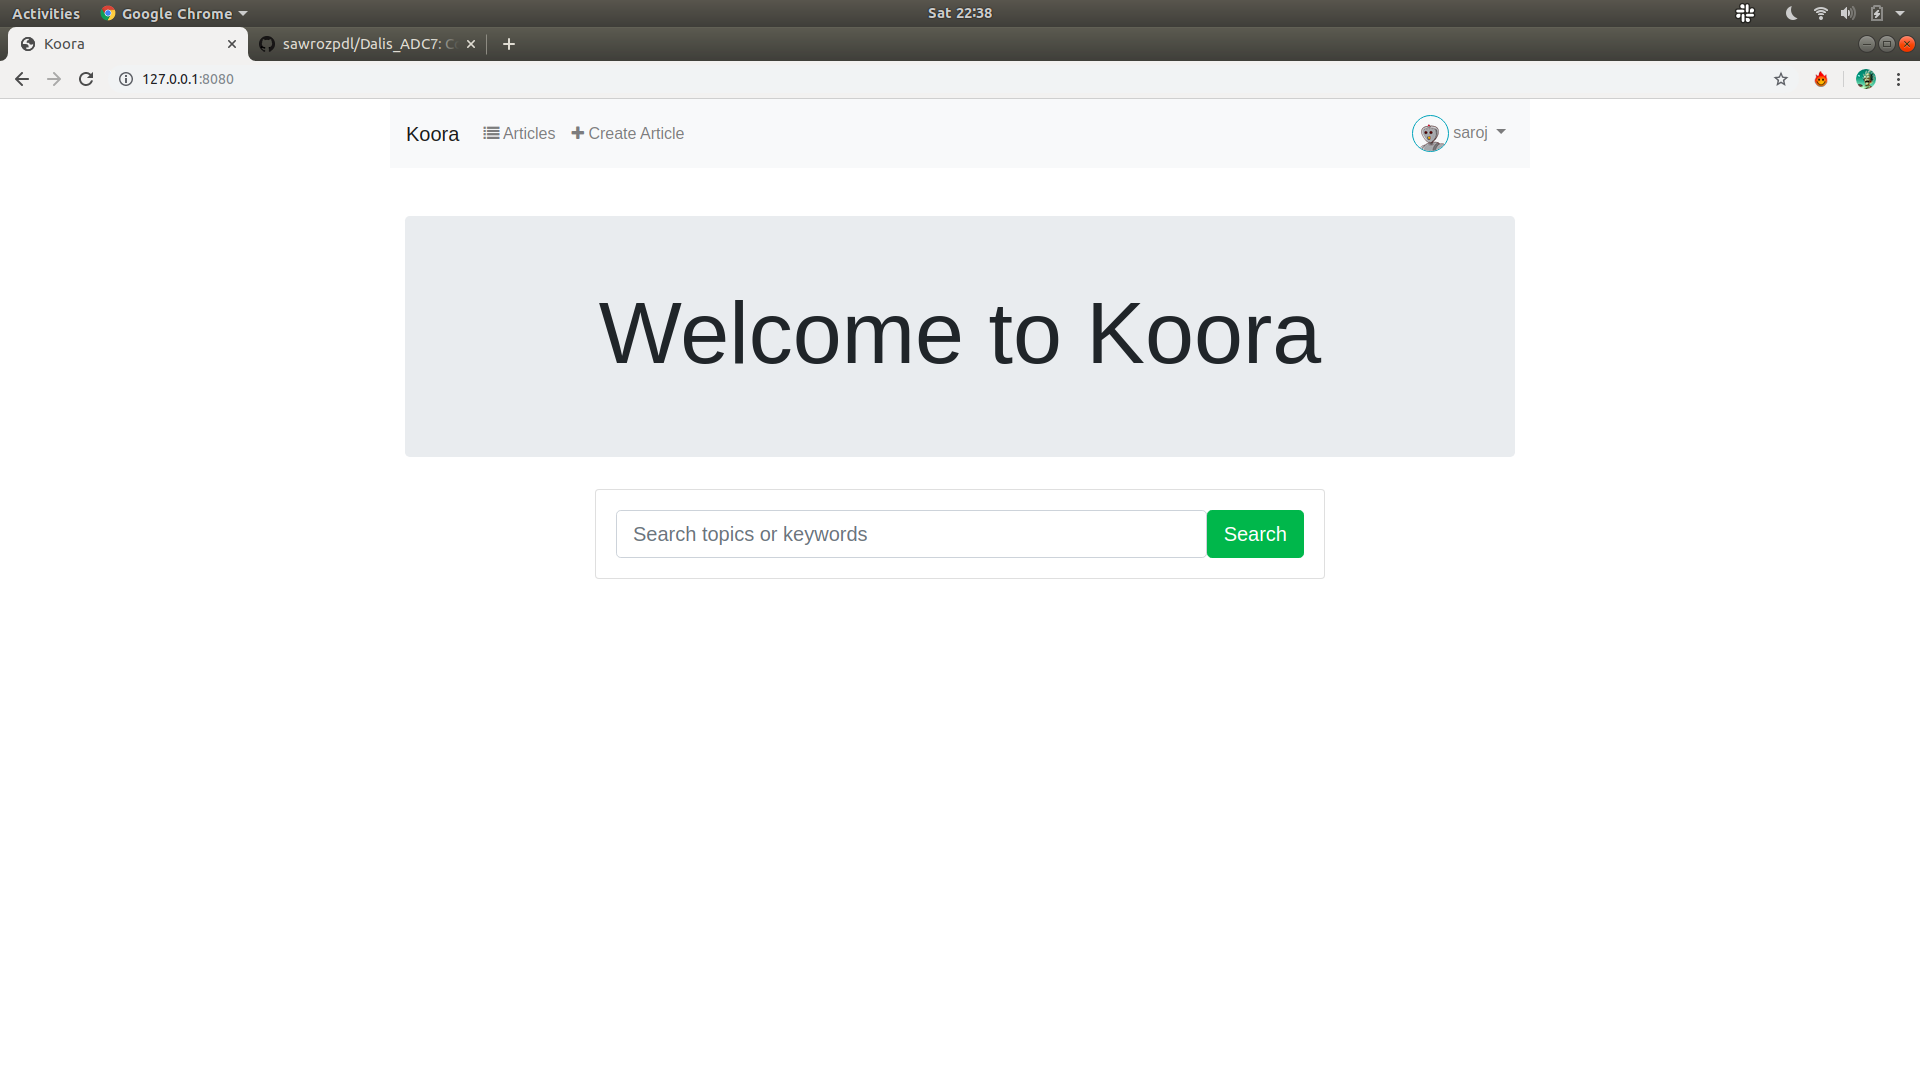 Activities Google Chrome Sat 22:38
Koora sawrozpdl/Dalis_ADC7:
127.0.0.1:8080
Koora Articles Create Article saroj
Welcome to Koora
Search topics or keywords Search